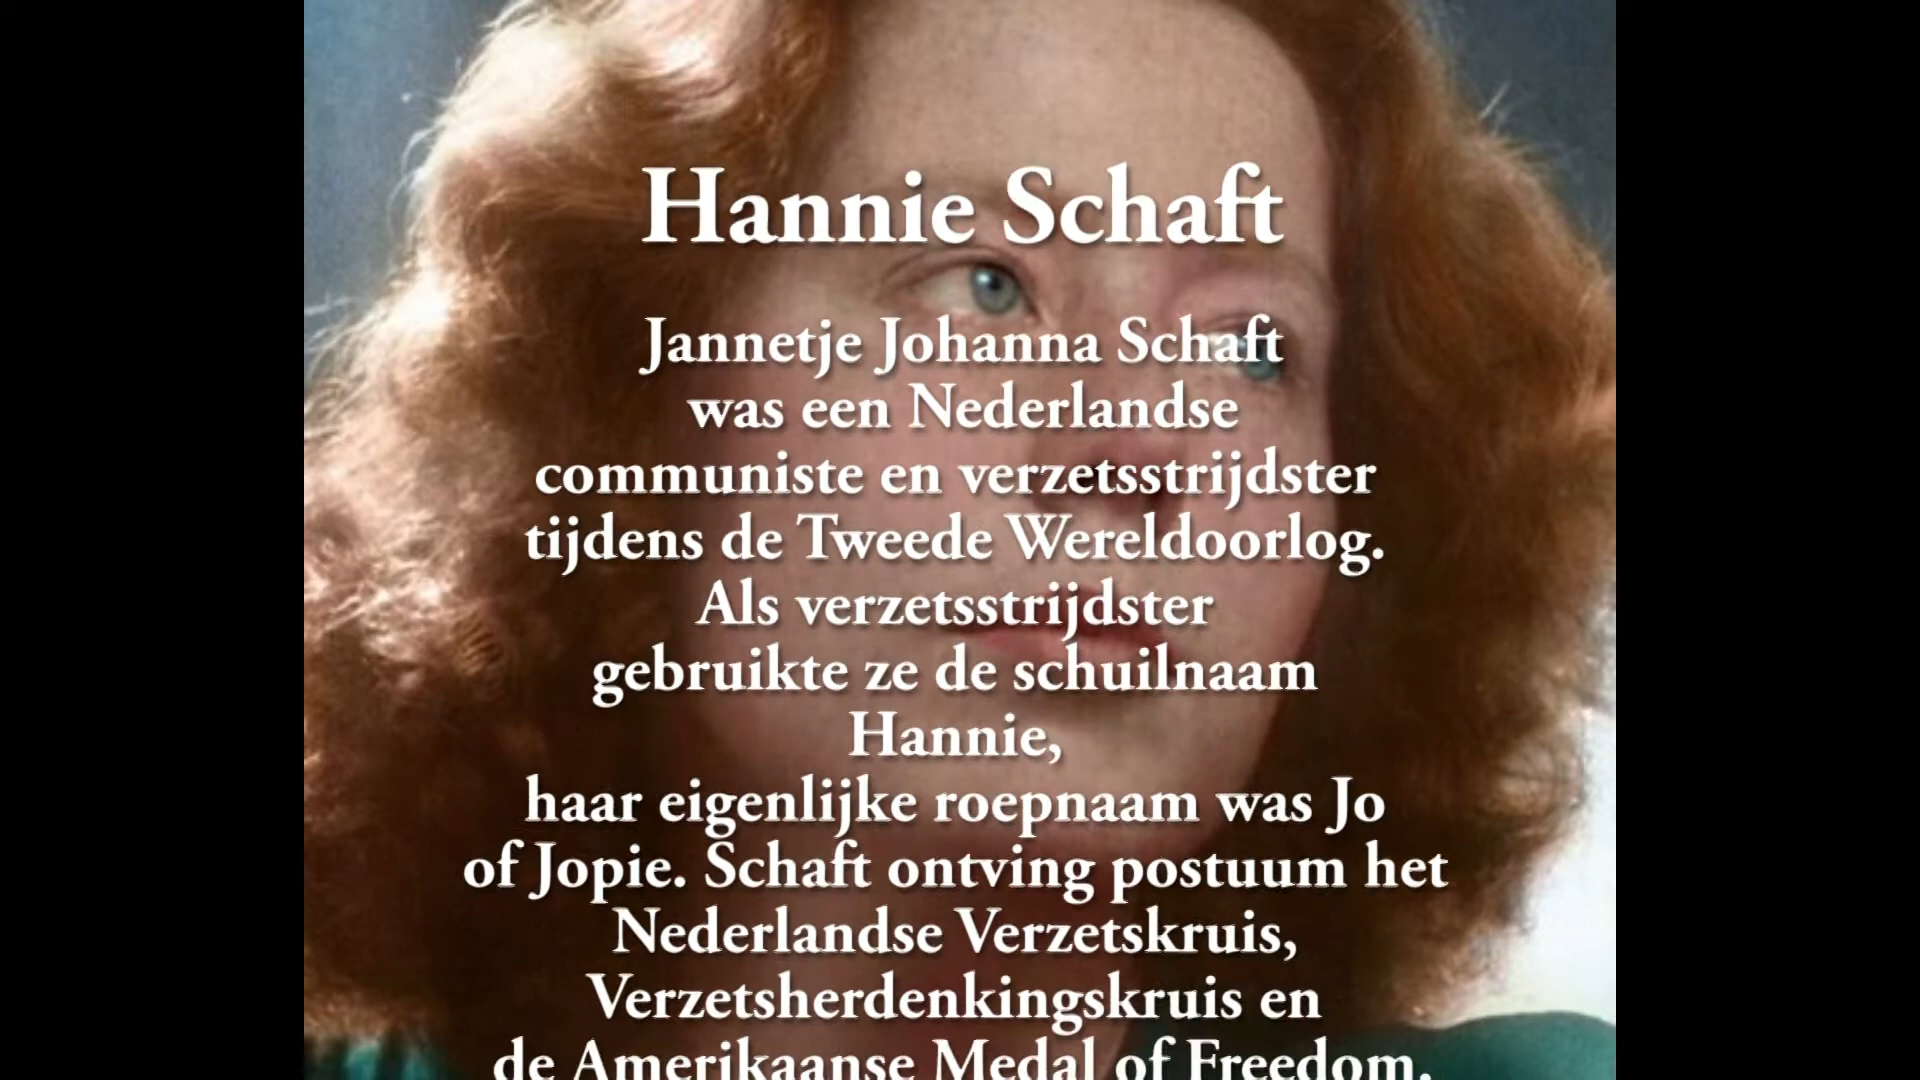 Hannie Schaft
Jannetje Johanna Schaft
was een Nederlandse
communiste en verzetsstrijdster
tijdens de Tweede Wereldoorlog.
Als verzetsstrijdster
gebruikte ze de schuilnaam
Hannie,
haar eigenlijke roepnaam was Jo
of Jopie. Schaft ontving postuum het
Nederlandse Verzetskruis,
Verzetsherdenkingskruis en
de Amerikaanse Medal of Freedom.